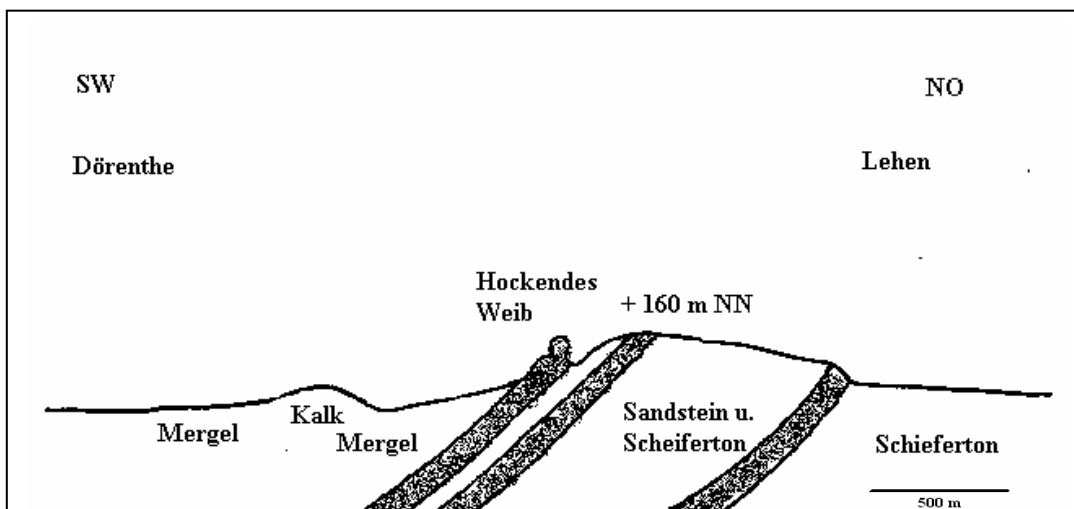 SW
NO
Dörenthe
Lehen
Hockendes
Weib
+ 160 m NN
Kalk
Mergel
Mergel
Sandstein u.
Scheiferton
Schieferton
500 m